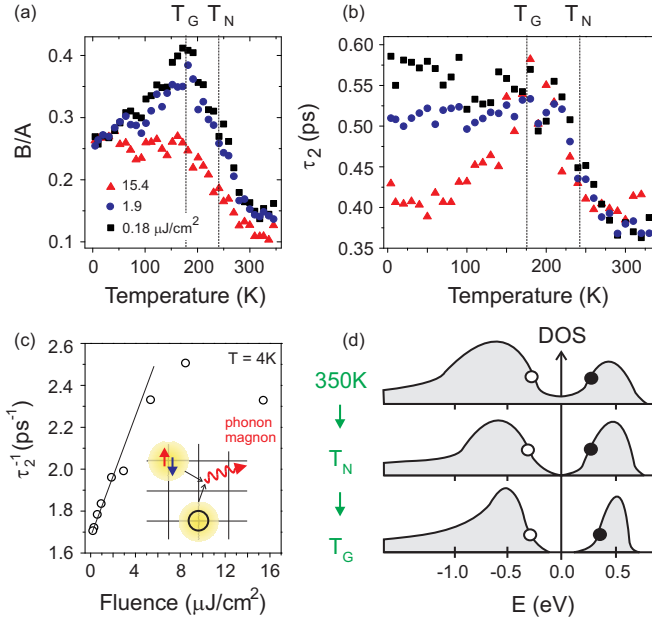 (a)
T_G T_N
0.4
0.3
0.2
0.1
B/A
15.4
1.9
0.18 μJ/cm²
0 100 200 300
Temperature (K)
(b)
T_G T_N
0.60
0.55
0.50
0.45
0.40
0.35
τ₂ (ps)
0 100 200 300
Temperature (K)
(c)
T = 4K
2.6
2.4
2.2
2.0
1.8
1.6
τ₂⁻¹ (ps⁻¹)
phonon
magnon
0 4 8 12 16
Fluence (μJ/cm²)
(d)
DOS
350K
T_N
T_G
-1.0 -0.5 0.0 0.5
E (eV)